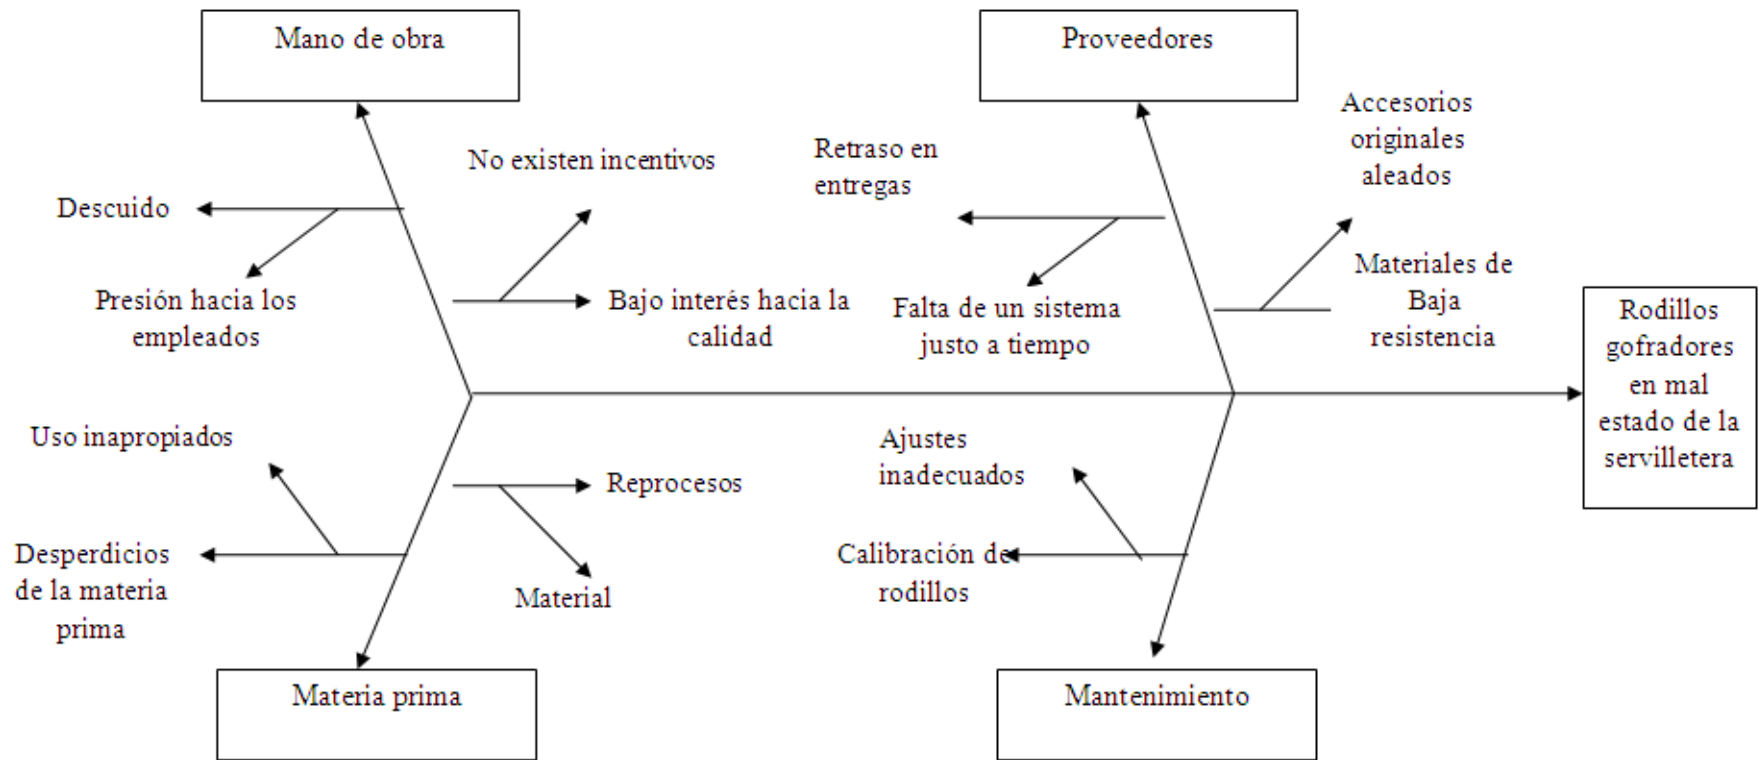 Mano de obra
Proveedores
Accesorios
originales
aleados
No existen incentivos
Retraso en
entregas
Descuido
Presión hacia los
empleados
Bajo interés hacia la
calidad
Falta de un sistema
justo a tiempo
Materiales de
Baja
resistencia
Rodillos
gofradores
en mal
estado de la
servilletera
Uso inapropiados
Reprocesos
Ajustes
inadecuados
Desperdicios
de la materia
prima
Material
Calibración de
rodillos
Materia prima
Mantenimiento